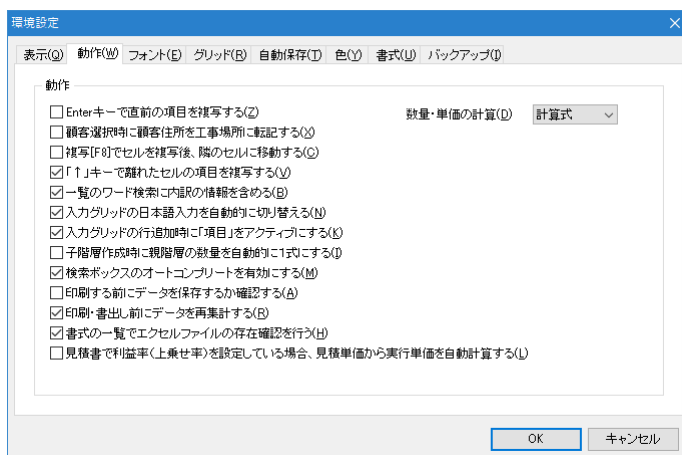 環境設定
表示(Q) 動作(W) フォント(E) グリッド(R) 自動保存(T) 色(Y) 書式(U) バックアップ(I)
動作
Enterキーで直前の項目を複写する(Z) 数量・単価の計算(D) 計算式
顧客選択時に顧客住所を工事場所に転記する(X)
複写[F8]でセルを複写後、隣のセルに移動する(C)
「↑」キーで離れたセルの項目を複写する(V)
一覧のワード検索に内訳の情報を含める(B)
入力グリッドの日本語入力を自動的に切り替える(N)
入力グリッドの行追加時に「項目」をアクティブにする(K)
子階層作成時に親階層の数量を自動的に1式にする(J)
検索ボックスのオートコンプリートを有効にする(M)
印刷する前にデータを保存するか確認する(A)
印刷・書出し前にデータを再集計する(R)
書式の一覧でエクセルファイルの存在確認を行う(H)
見積書で利益率(上乗せ率)を設定している場合、見積単価から実行単価を自動計算する(L)
OK キャンセル